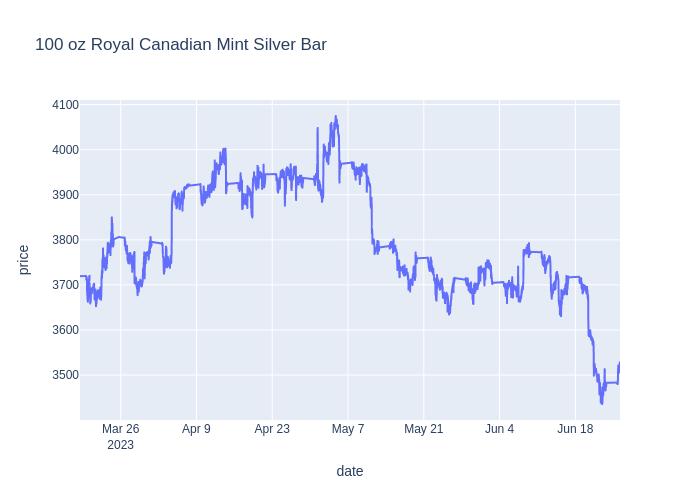 100 oz Royal Canadian Mint Silver Bar
4100
4000
3900
3800
3700
3600
3500
price
Mar 26
2023
Apr 9
Apr 23
May 7
May 21
Jun 4
Jun 18
date